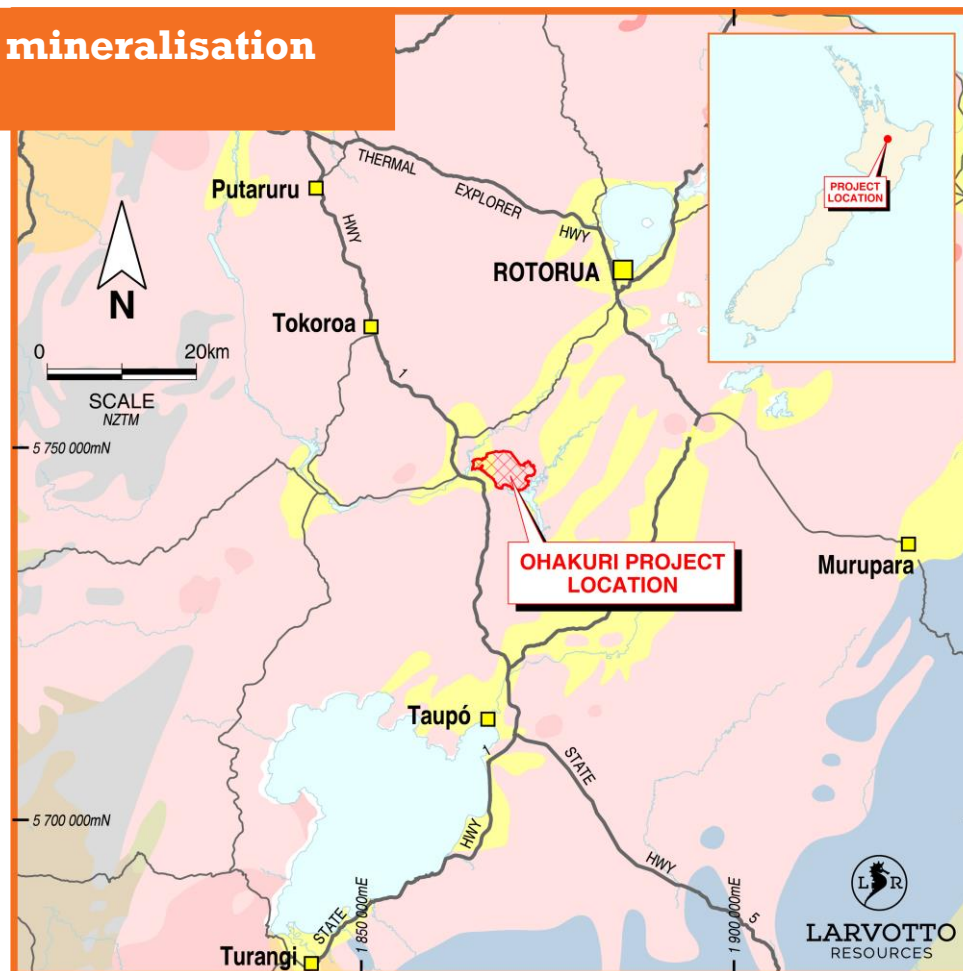 mineralisation
PROJECT
LOCATION
THERMAL
EXPLORER
HWY
Putaruru
HWY
ROTORUA
N
Tokoroa
0 20km
SCALE
NZTM
1
5 750 000mN
OHAKURI PROJECT
LOCATION
Murupara
Taupó
1
STATE
5 700 000mN
HWY
HWY
STATE
1 850 000mE
1 900 000mE
5
Turangi
L R
LARVOTTO
RESOURCES